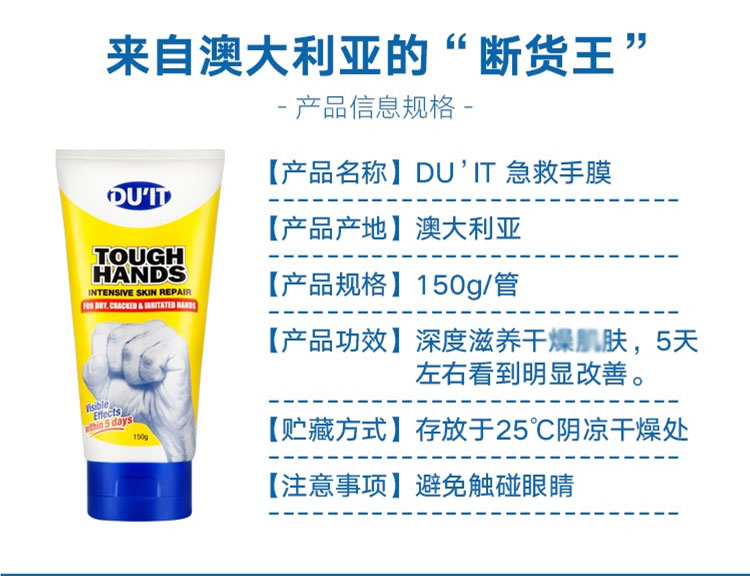 来自澳大利亚的“断货王”
- 产品信息规格 -
DU'IT
TOUGH
HANDS
INTENSIVE SKIN REPAIR
FOR DRY, CRACKED & IRRITATED HANDS
Visible
Effects
within 5 days
150g
【产品名称】DU'IT 急救手膜
【产品产地】澳大利亚
【产品规格】150g/管
【产品功效】深度滋养干燥肌肤，5天
左右看到明显改善。
【贮藏方式】存放于25℃阴凉干燥处
【注意事项】避免触碰眼睛